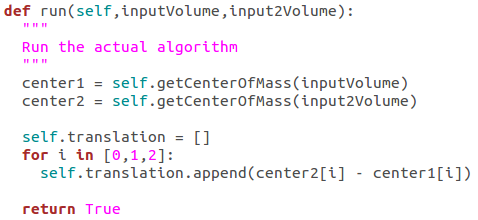 def run(self,inputVolume,input2Volume):
  """
  Run the actual algorithm
  """
  center1 = self.getCenterOfMass(inputVolume)
  center2 = self.getCenterOfMass(input2Volume)

  self.translation = []
  for i in [0,1,2]:
    self.translation.append(center2[i] - center1[i])

  return True